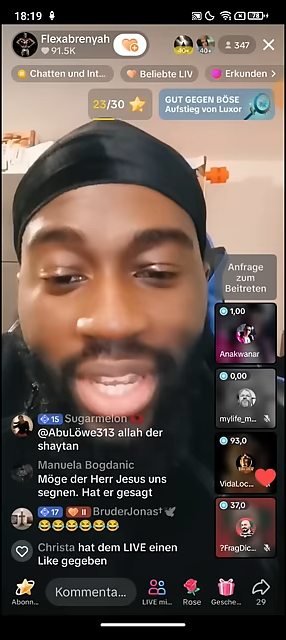 18:19
78
Flexabrenyah
91.5K
40+
40+
347
Chatten und Int...
Beliebte LIV
Erkunden >
23/30
GUT GEGEN BÖSE
Aufstieg von Luxor
Anfrage
zum
Beitreten
1,00
Anakwanar
0,00
mylife_m...
93,0
VidaLoc...
37,0
?FragDic...
15 Sugarmelon
@AbuLöwe313 allah der
shaytan
Manuela Bogdanic
Möge der Herr Jesus uns
segnen. Hat er gesagt
17 II BruderJonas†🕊
😂😂😂😂😂😂
Christa hat dem LIVE einen
Like gegeben
Abonn...
Kommenta...
LIVE mi...
Rose
Gesche...
29